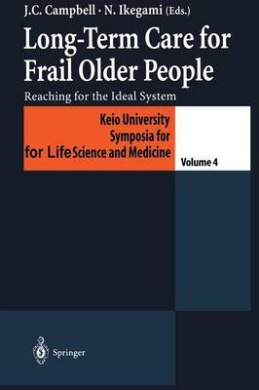 J.C. Campbell · N. Ikegami (Eds.)
Long-Term Care for
Frail Older People
Reaching for the Ideal System
Keio University
Symposia for
for Life Science and Medicine
Volume 4
Springer